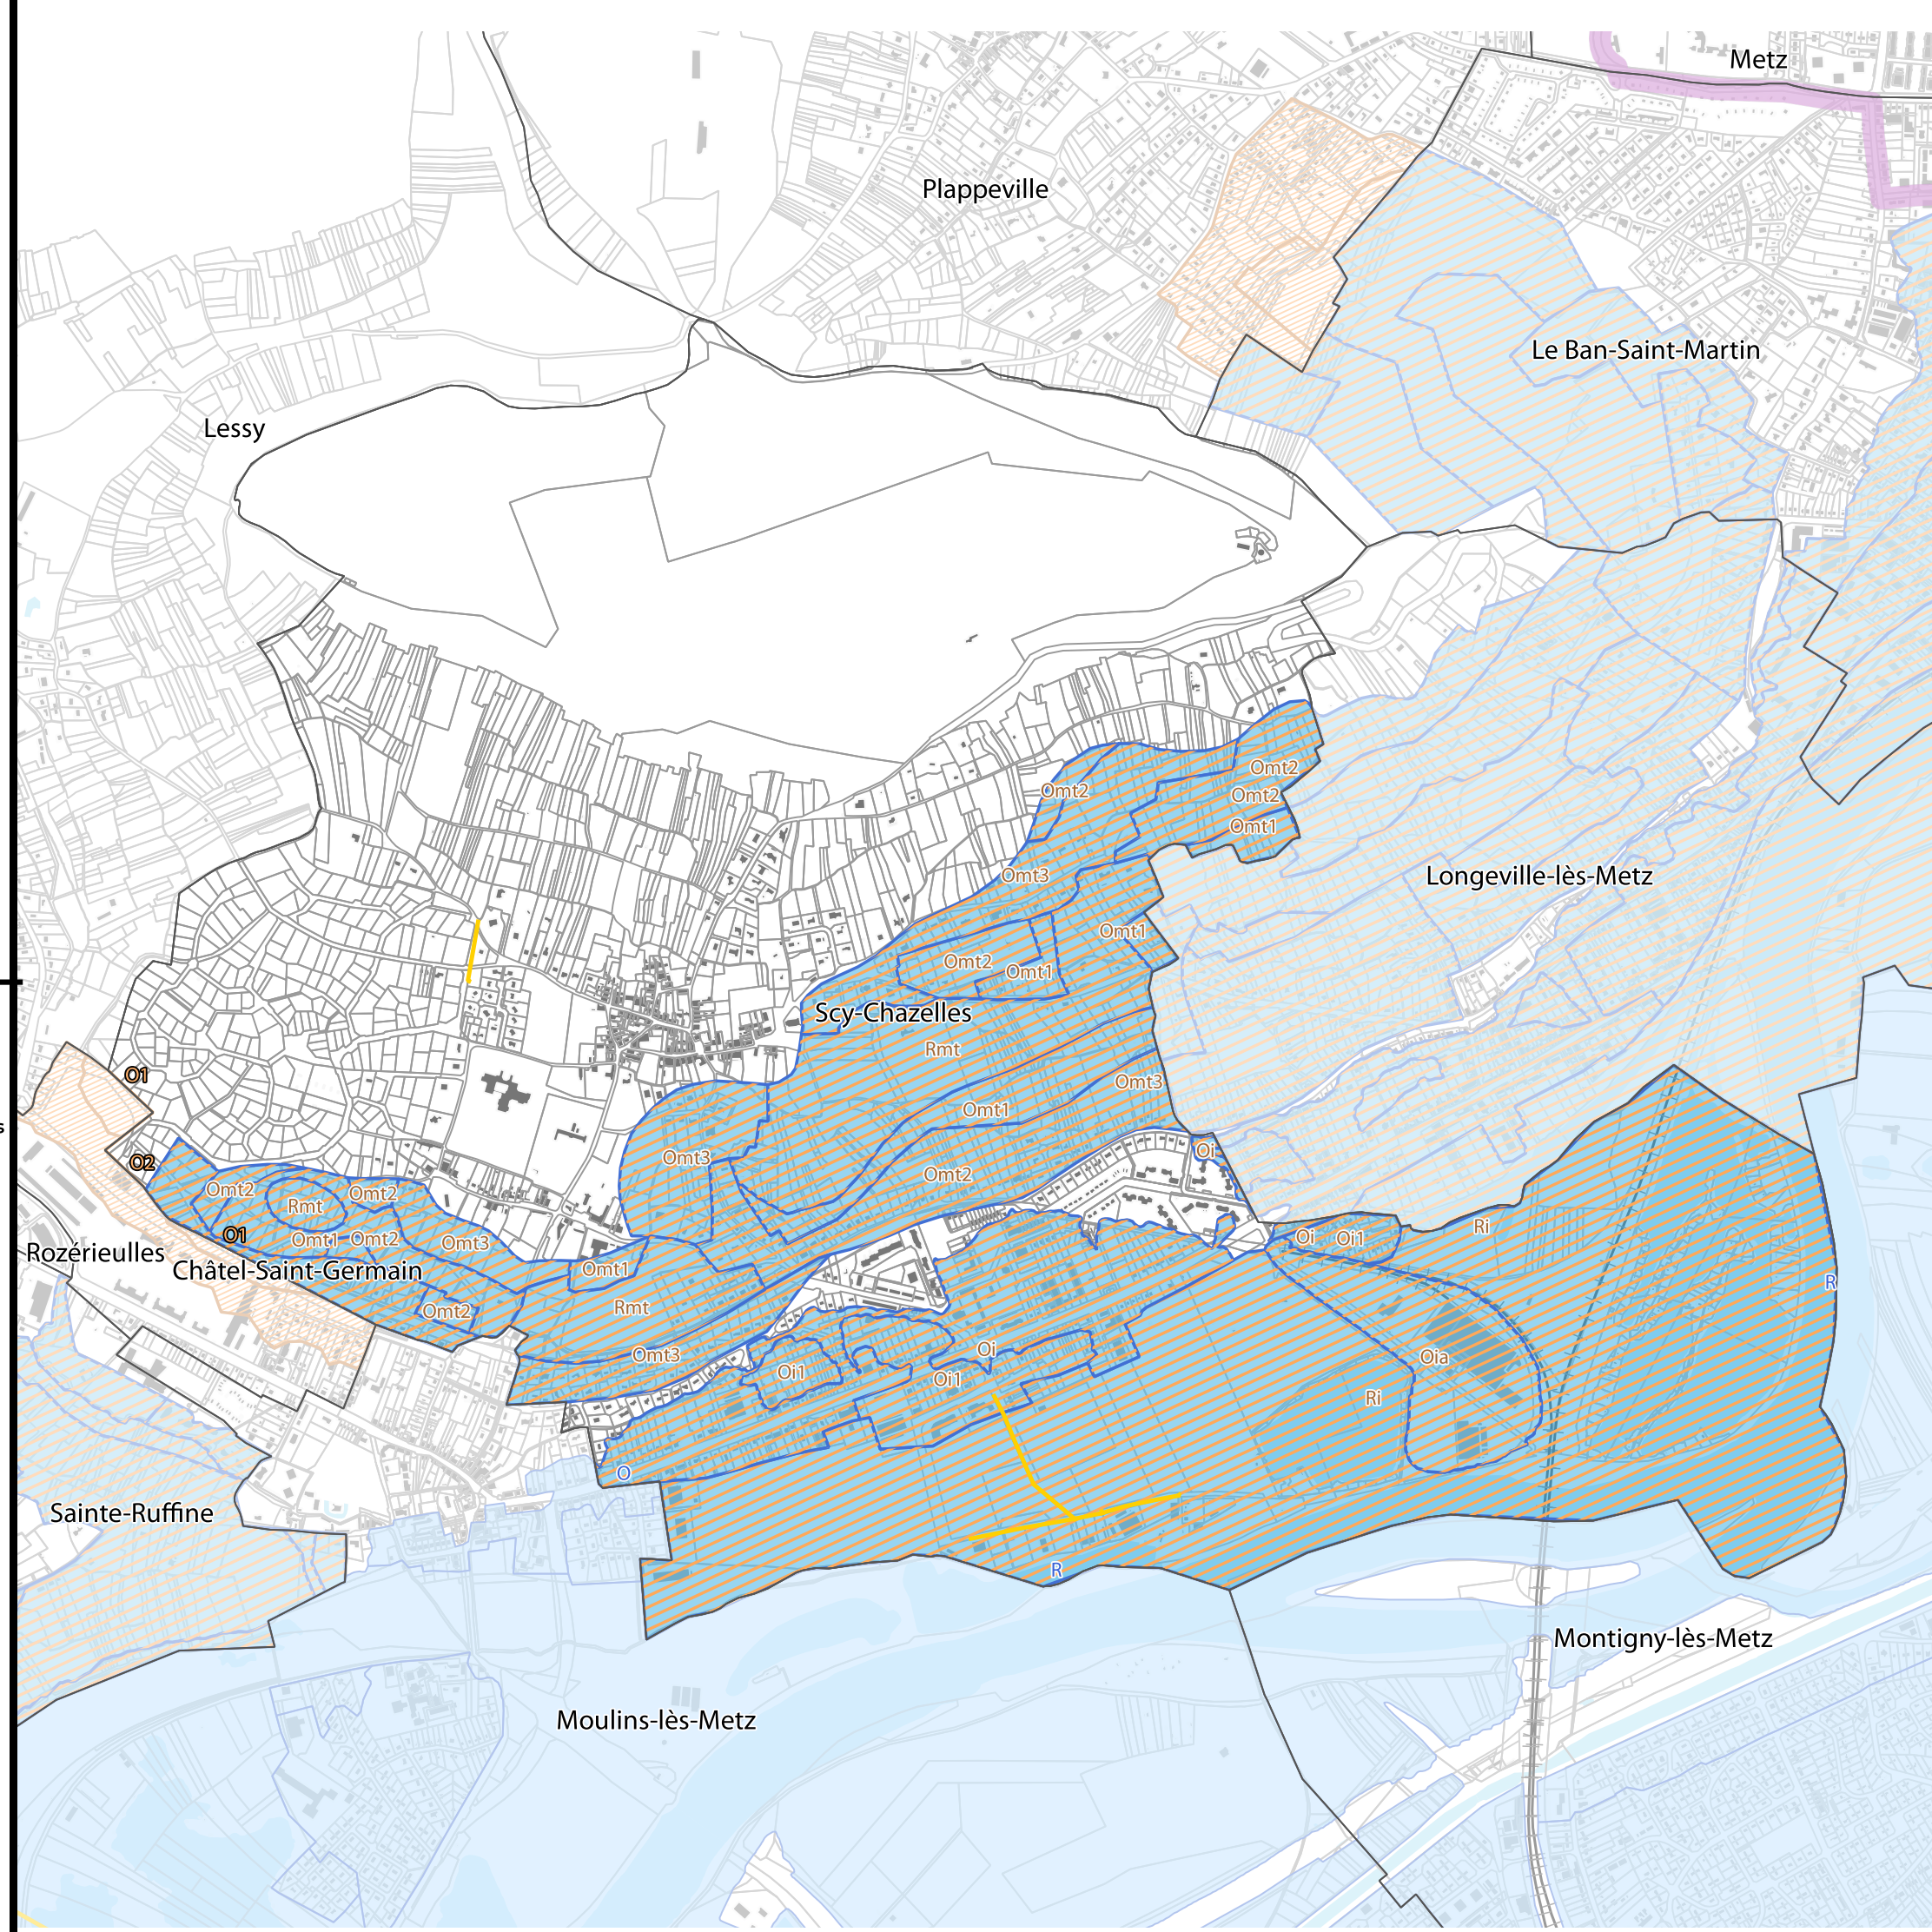 Metz
Plappeville
Le Ban-Saint-Martin
Lessy
Omt2
Omt2
Omt2
Omt1
Omt3
Longeville-lès-Metz
Omt1
Omt2
Omt1
Scy-Chazelles
Rmt
O1
Omt3
Omt1
s
Omt3
Oi
O2
Omt2
Omt2
Omt2
Rmt
Ri
O1
Oi
Oi1
Omt1
Omt2
Omt3
Rozérieulles
Châtel-Saint-Germain
Omt1
R
Rmt
Omt2
Oi
Omt3
Oia
Oi1
Oi1
Ri
O
Sainte-Ruffine
R
Montigny-lès-Metz
Moulins-lès-Metz